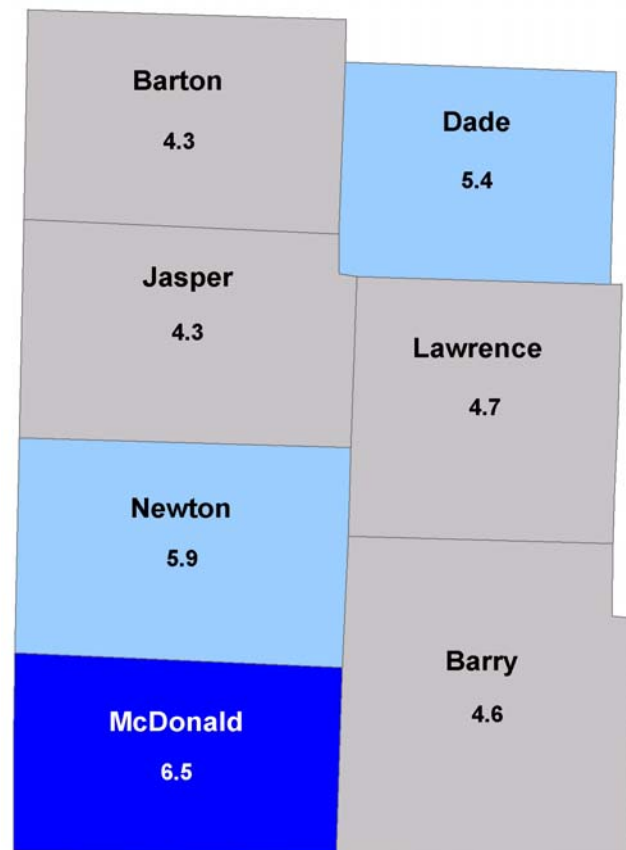 Barton
4.3
Dade
5.4
Jasper
4.3
Lawrence
4.7
Newton
5.9
Barry
4.6
McDonald
6.5